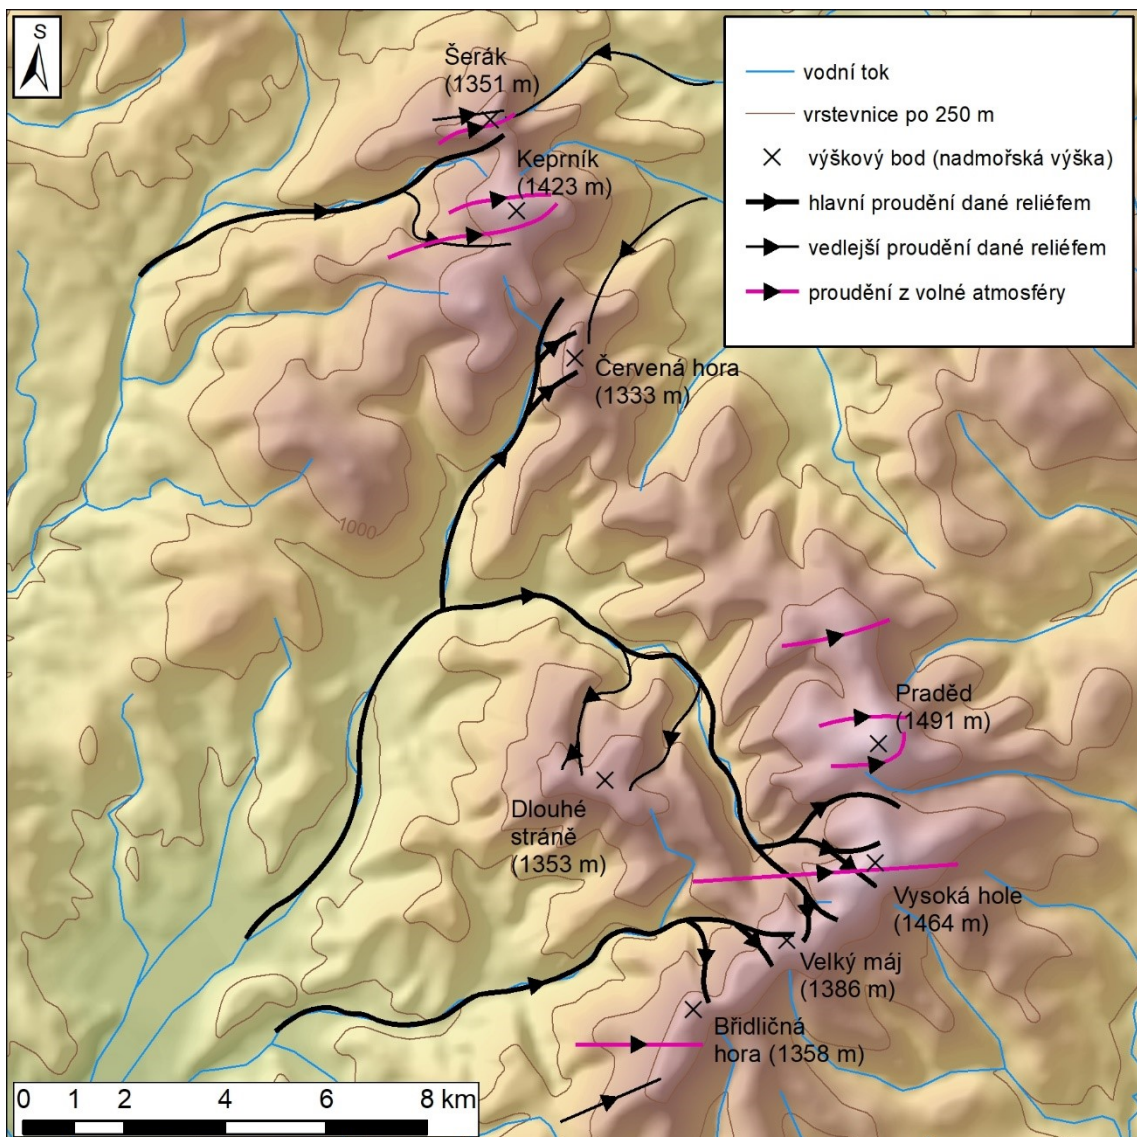 S
Šerák
(1351 m)
Keprník
(1423 m)
vodní tok
vrstevnice po 250 m
výškový bod (nadmořská výška)
hlavní proudění dané reliéfem
vedlejší proudění dané reliéfem
proudění z volné atmosféry
Červená hora
(1333 m)
1000
Praděd
(1491 m)
Dlouhé
stráně
(1353 m)
Vysoká hole
(1464 m)
Velký máj
(1386 m)
Břidličná
hora (1358 m)
0 1 2 4 6 8 km